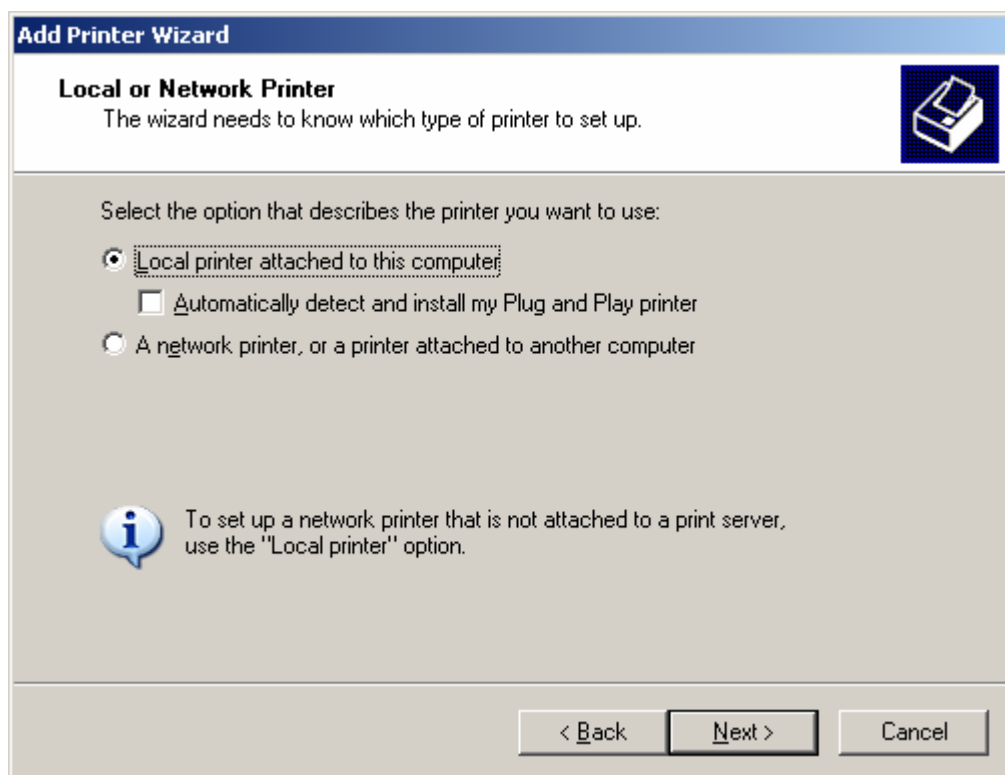 Add Printer Wizard
Local or Network Printer
The wizard needs to know which type of printer to set up.
Select the option that describes the printer you want to use:
Local printer attached to this computer
Automatically detect and install my Plug and Play printer
A network printer, or a printer attached to another computer
To set up a network printer that is not attached to a print server,
use the "Local printer" option.
< Back Next > Cancel